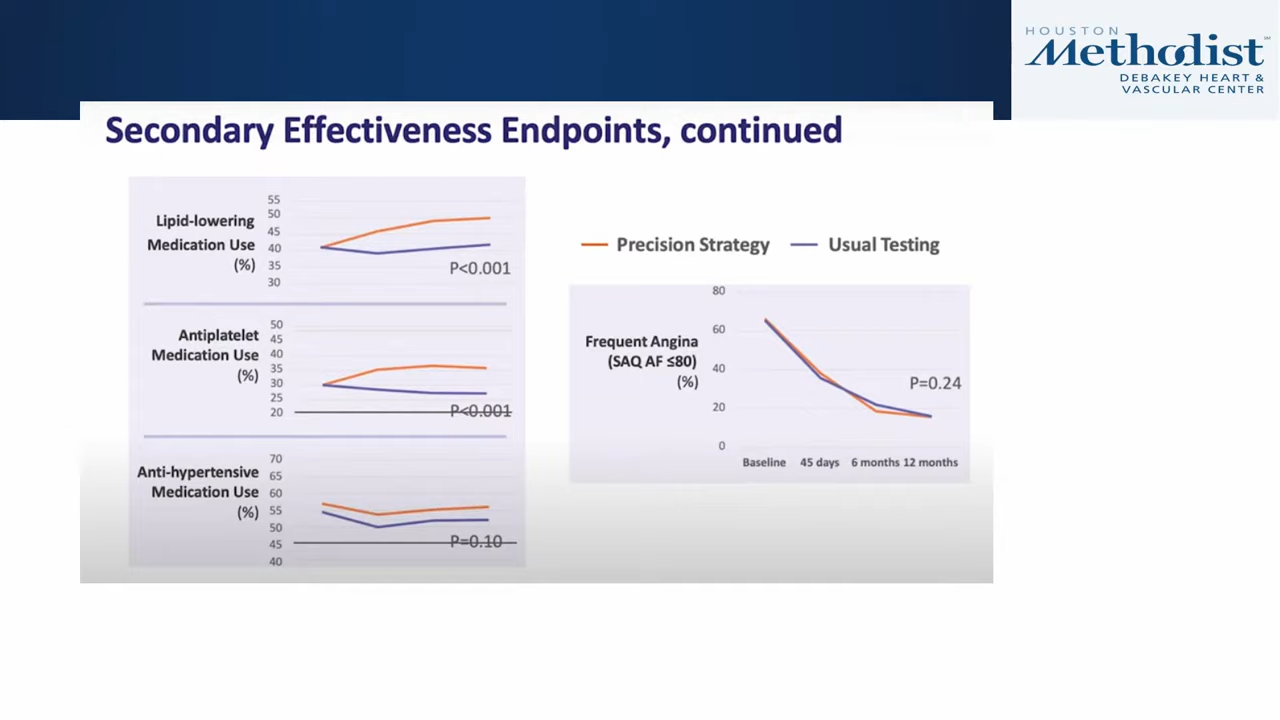 HOUSTON
Methodist
DEBAKEY HEART &
VASCULAR CENTER
SM
Secondary Effectiveness Endpoints, continued
Lipid-lowering
Medication Use
(%)
55
50
45
40
35
30
P<0.001
Antiplatelet
Medication Use
(%)
50
45
40
35
30
25
20
P<0.001
Anti-hypertensive
Medication Use
(%)
70
65
60
55
50
45
40
P=0.10
Precision Strategy
Usual Testing
Frequent Angina
(SAQ AF ≤80)
(%)
80
60
40
20
0
P=0.24
Baseline 45 days 6 months 12 months